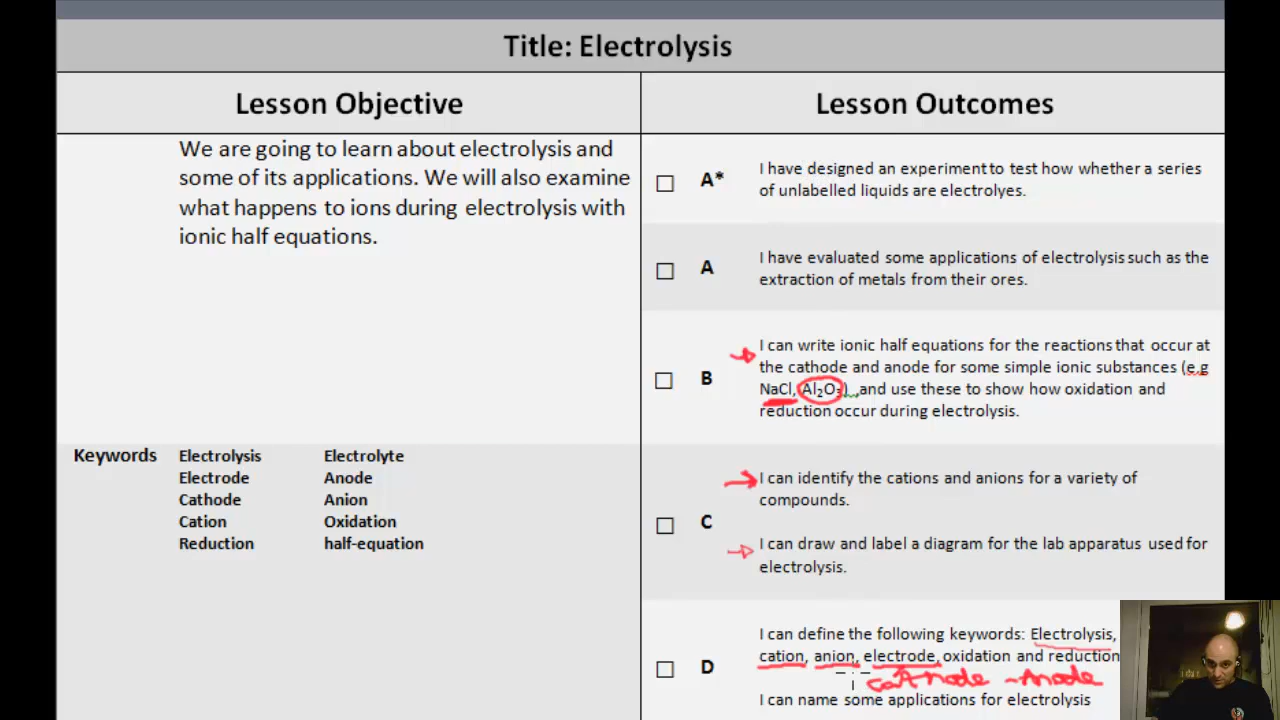 Title: Electrolysis
Lesson Objective
Lesson Outcomes
We are going to learn about electrolysis and
some of its applications. We will also examine
what happens to ions during electrolysis with
ionic half equations.
A*
I have designed an experiment to test how whether a series
of unlabelled liquids are electrolyes.
A
I have evaluated some applications of electrolysis such as the
extraction of metals from their ores.
B
I can write ionic half equations for the reactions that occur at
the cathode and anode for some simple ionic substances (e.g
NaCl, Al₂O₃) ,and use these to show how oxidation and
reduction occur during electrolysis.
Keywords
Electrolysis Electrolyte
Electrode Anode
Cathode Anion
Cation Oxidation
Reduction half-equation
C
I can identify the cations and anions for a variety of
compounds.
I can draw and label a diagram for the lab apparatus used for
electrolysis.
D
I can define the following keywords: Electrolysis,
cation, anion, electrode, oxidation and reduction
Anode
I can name some applications for electrolysis